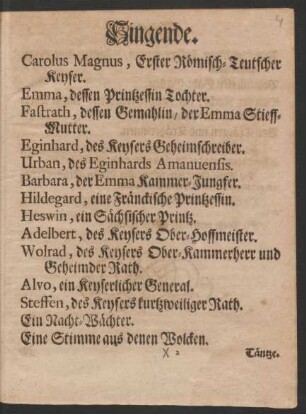 4
Singende.
Carolus Magnus, Erster Römisch-Teutscher
Keyser.
Emma, dessen Printzessin Tochter.
Fastrath, dessen Gemahlin/ der Emma Stieff-
Mutter.
Eginhard, des Keysers Geheimschreiber.
Urban, des Eginhards Amanuensis.
Barbara, der Emma Kammer-Jungfer.
Hildegard, eine Fränckische Printzessin.
Heswin, ein Sächsischer Printz.
Adelbert, des Keysers Ober-Hoffmeister.
Wolrad, des Keysers Ober-Kammerherr und
Geheimder Rath.
Alvo, ein Keyserlicher General.
Steffen, des Keysers kurtzweiliger Rath.
Ein Nacht-Wächter.
Eine Stimme aus denen Wolcken.
)( 2 Täntze.